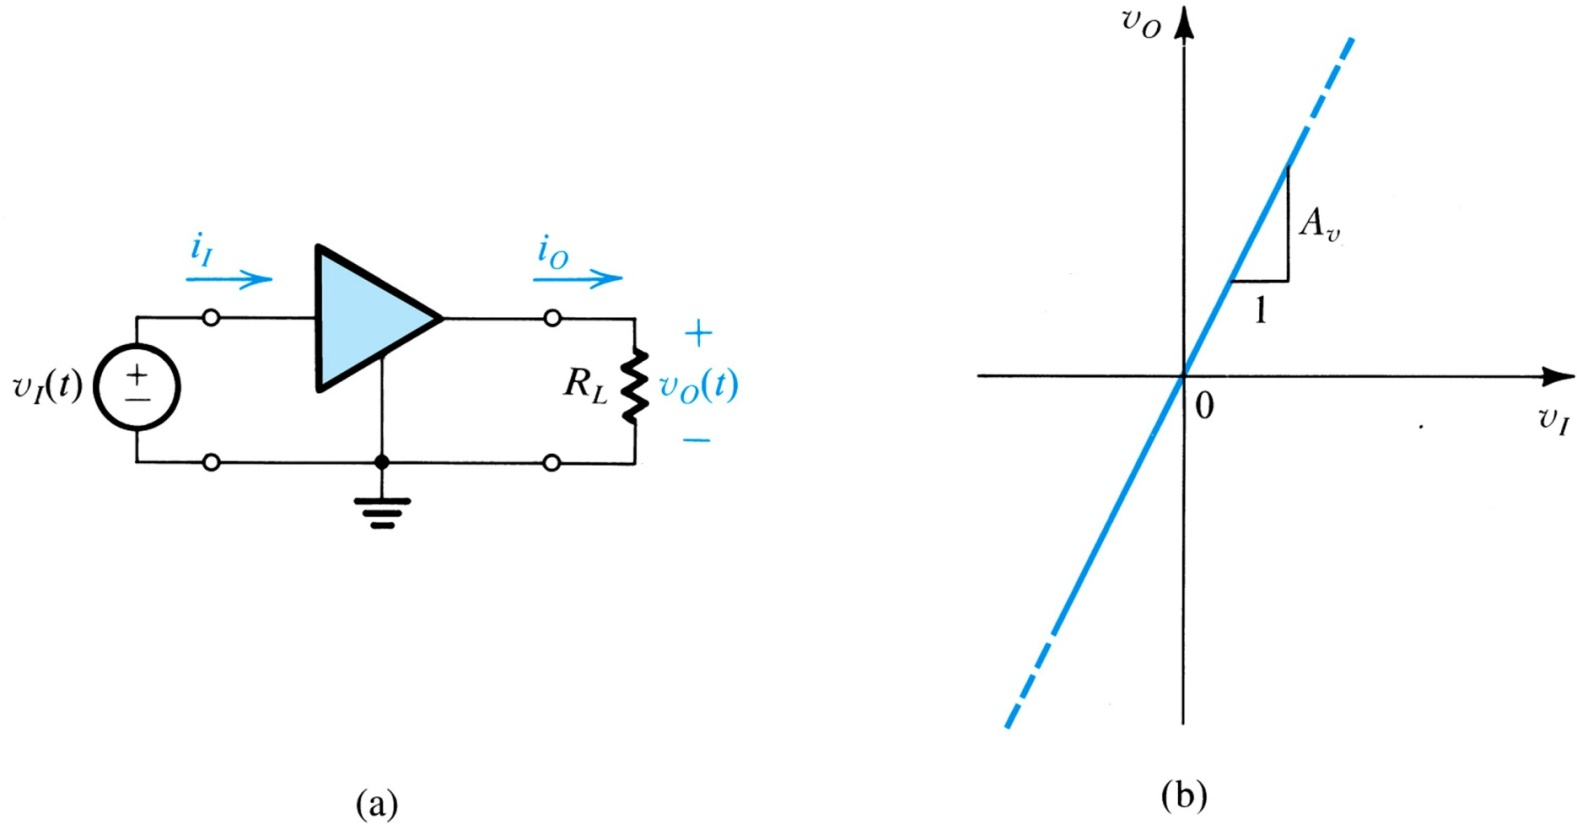 i_I
i_O
v_I(t)
+
−
R_L
+
v_O(t)
−
(a)
v_O
A_v
1
0
v_I
(b)